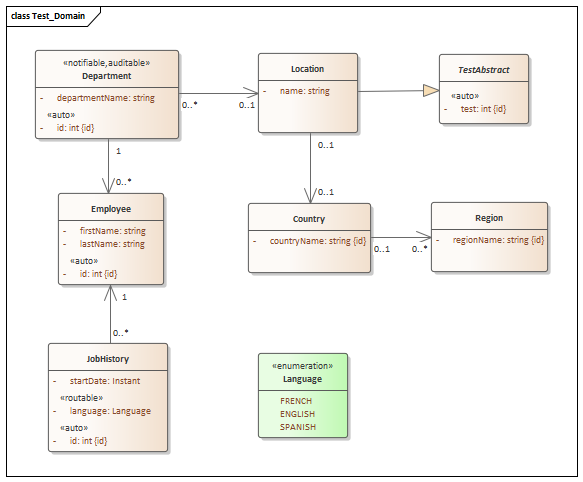 class Test_Domain
«notifiable,auditable»
Department
- departmentName: string
«auto»
- id: int {id}
0..*
0..1
Location
- name: string
TestAbstract
«auto»
- test: int {id}
1
0..*
0..1
0..1
Employee
- firstName: string
- lastName: string
«auto»
- id: int {id}
Country
- countryName: string {id}
0..1
0..*
Region
- regionName: string {id}
1
0..*
JobHistory
- startDate: Instant
«routable»
- language: Language
«auto»
- id: int {id}
«enumeration»
Language
FRENCH
ENGLISH
SPANISH